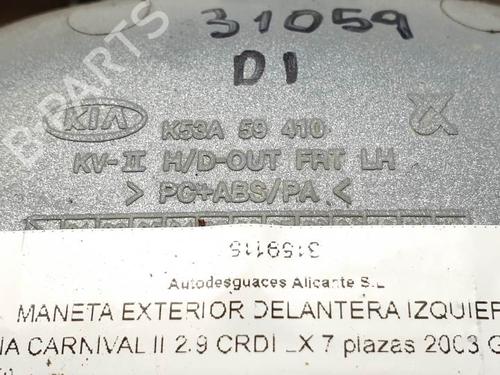 31059
D1
B-PARTS
KIA K53A 59 410
KV-II H/D-OUT FRT LH
> PC+ABS/PA <
3159115
Autodesguaces Alicante S.L
MANETA EXTERIOR DELANTERA IZQUIER
IA CARNIVAL II 2.9 CRDI LX 7 plazas 2003 G